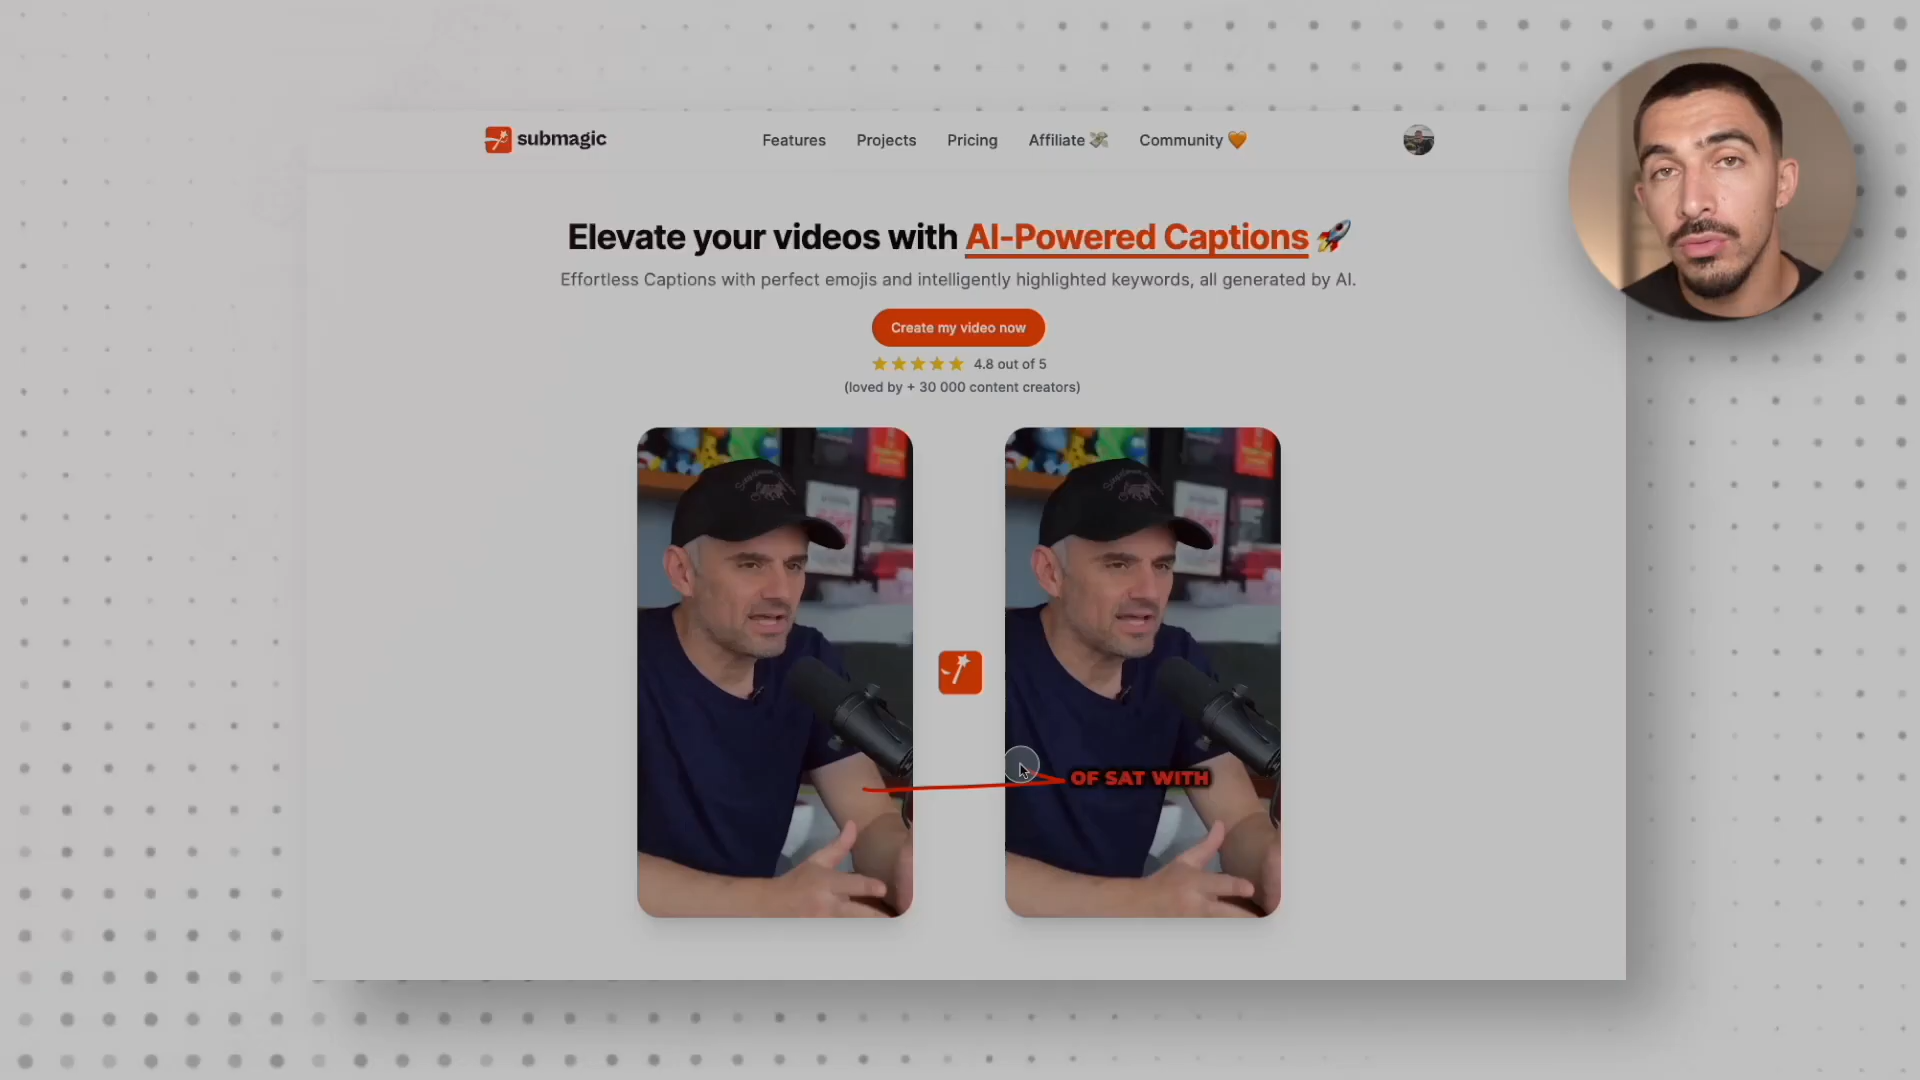 submagic
Features Projects Pricing Affiliate 💸 Community 🧡
Elevate your videos with AI-Powered Captions 🚀
Effortless Captions with perfect emojis and intelligently highlighted keywords, all generated by AI.
Create my video now
4.8 out of 5
(loved by + 30 000 content creators)
OF SAT WITH